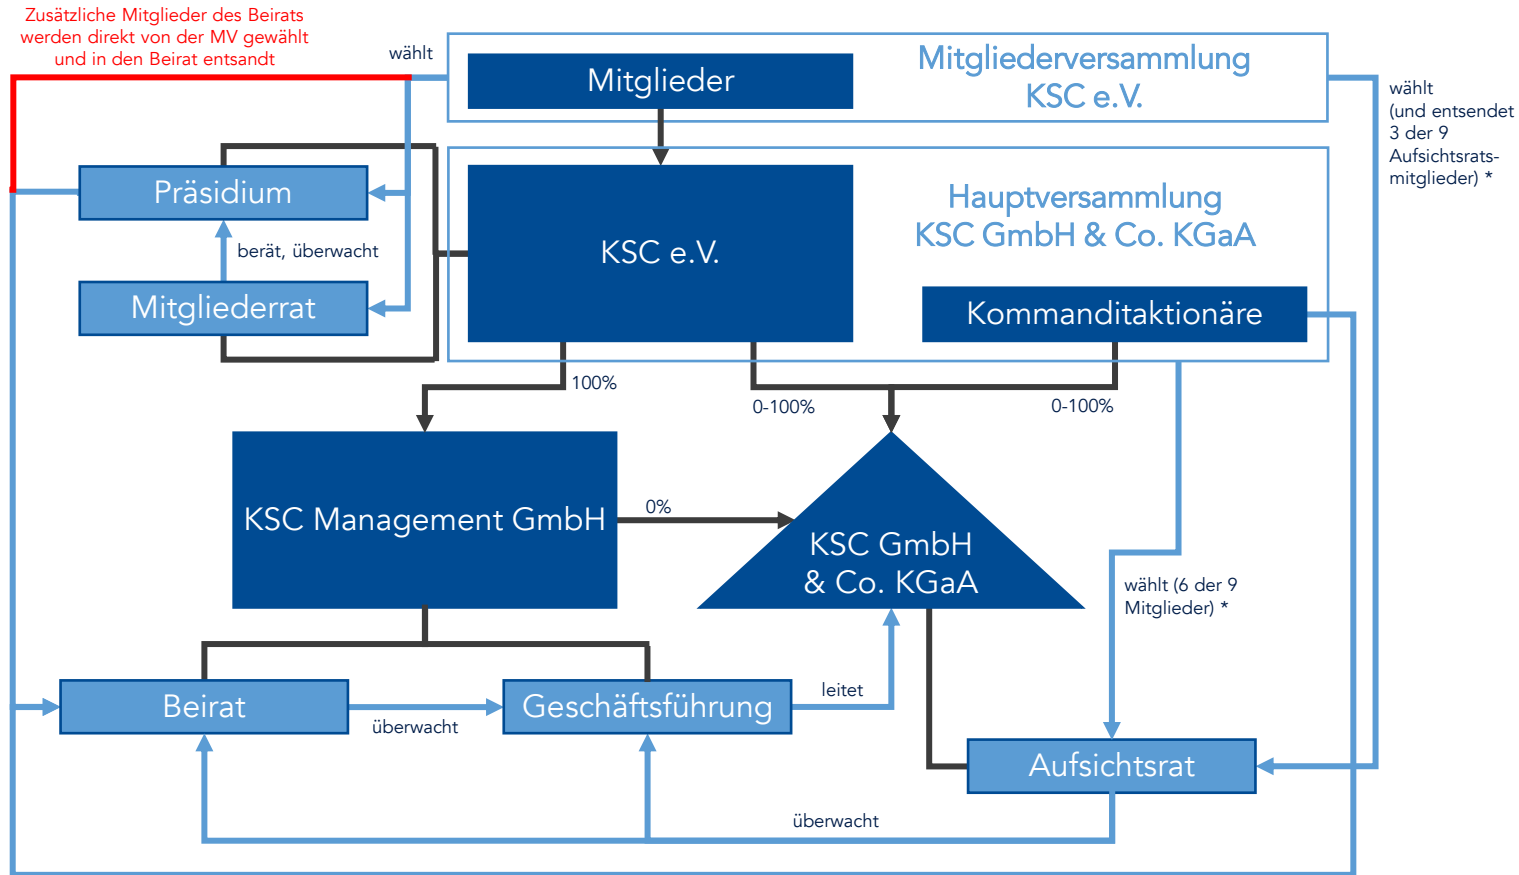 Zusätzliche Mitglieder des Beirats
werden direkt von der MV gewählt
und in den Beirat entsandt
wählt
Mitglieder
Mitgliederversammlung
KSC e.V.
wählt
(und entsendet
3 der 9
Aufsichtsrats-
mitglieder) *
Präsidium
berät, überwacht
Mitgliederrat
KSC e.V.
Hauptversammlung
KSC GmbH & Co. KGaA
Kommanditaktionäre
100%
0-100%
0-100%
KSC Management GmbH
0%
KSC GmbH
& Co. KGaA
wählt (6 der 9
Mitglieder) *
Beirat
überwacht
Geschäftsführung
leitet
Aufsichtsrat
überwacht